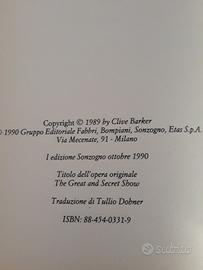 Copyright © 1989 by Clive Barker
© 1990 Gruppo Editoriale Fabbri, Bompiani, Sonzogno, Etas S.p.A.
Via Mecenate, 91 - Milano
I edizione Sonzogno ottobre 1990
Titolo dell'opera originale
The Great and Secret Show
Traduzione di Tullio Dohner
ISBN: 88-454-0331-9
subito